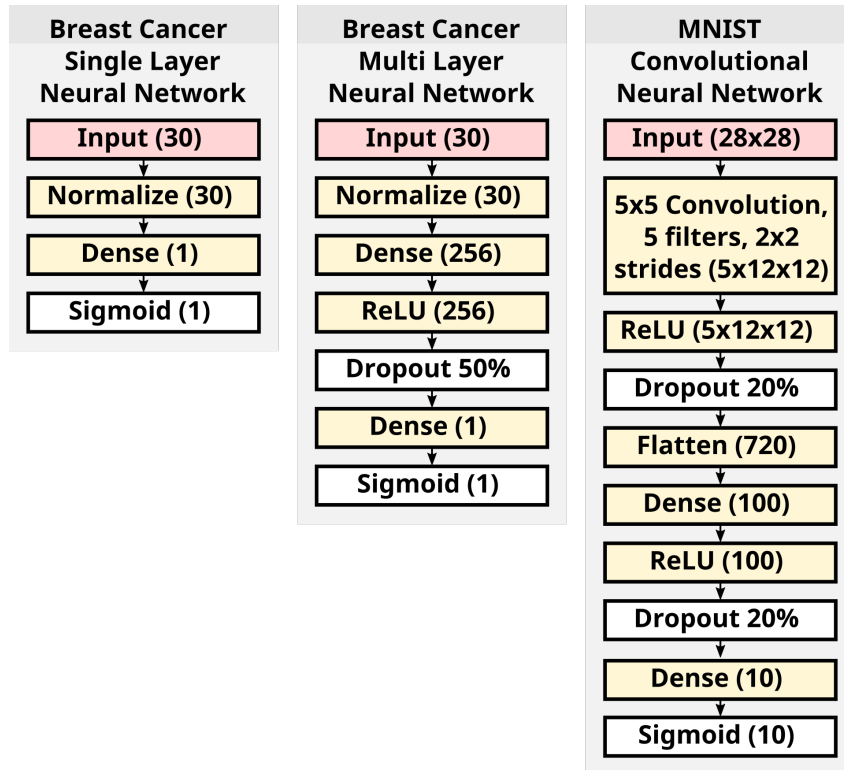 Breast Cancer
Single Layer
Neural Network
Input (30)
Normalize (30)
Dense (1)
Sigmoid (1)
Breast Cancer
Multi Layer
Neural Network
Input (30)
Normalize (30)
Dense (256)
ReLU (256)
Dropout 50%
Dense (1)
Sigmoid (1)
MNIST
Convolutional
Neural Network
Input (28x28)
5x5 Convolution,
5 filters, 2x2
strides (5x12x12)
ReLU (5x12x12)
Dropout 20%
Flatten (720)
Dense (100)
ReLU (100)
Dropout 20%
Dense (10)
Sigmoid (10)